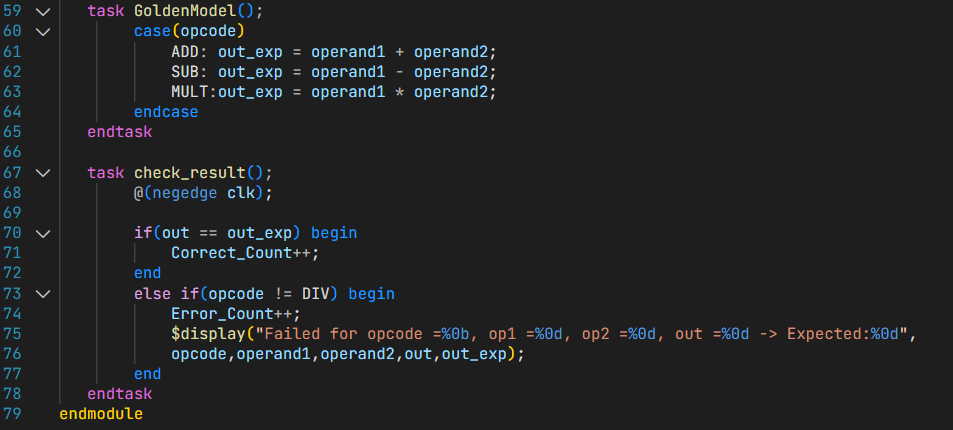 59 task GoldenModel();
60 case(opcode)
61 ADD: out_exp = operand1 + operand2;
62 SUB: out_exp = operand1 - operand2;
63 MULT:out_exp = operand1 * operand2;
64 endcase
65 endtask
66
67 task check_result();
68 @(negedge clk);
69
70 if(out == out_exp) begin
71 Correct_Count++;
72 end
73 else if(opcode != DIV) begin
74 Error_Count++;
75 $display("Failed for opcode =%0b, op1 =%0d, op2 =%0d, out =%0d -> Expected:%0d",
76 opcode,operand1,operand2,out,out_exp);
77 end
78 endtask
79 endmodule